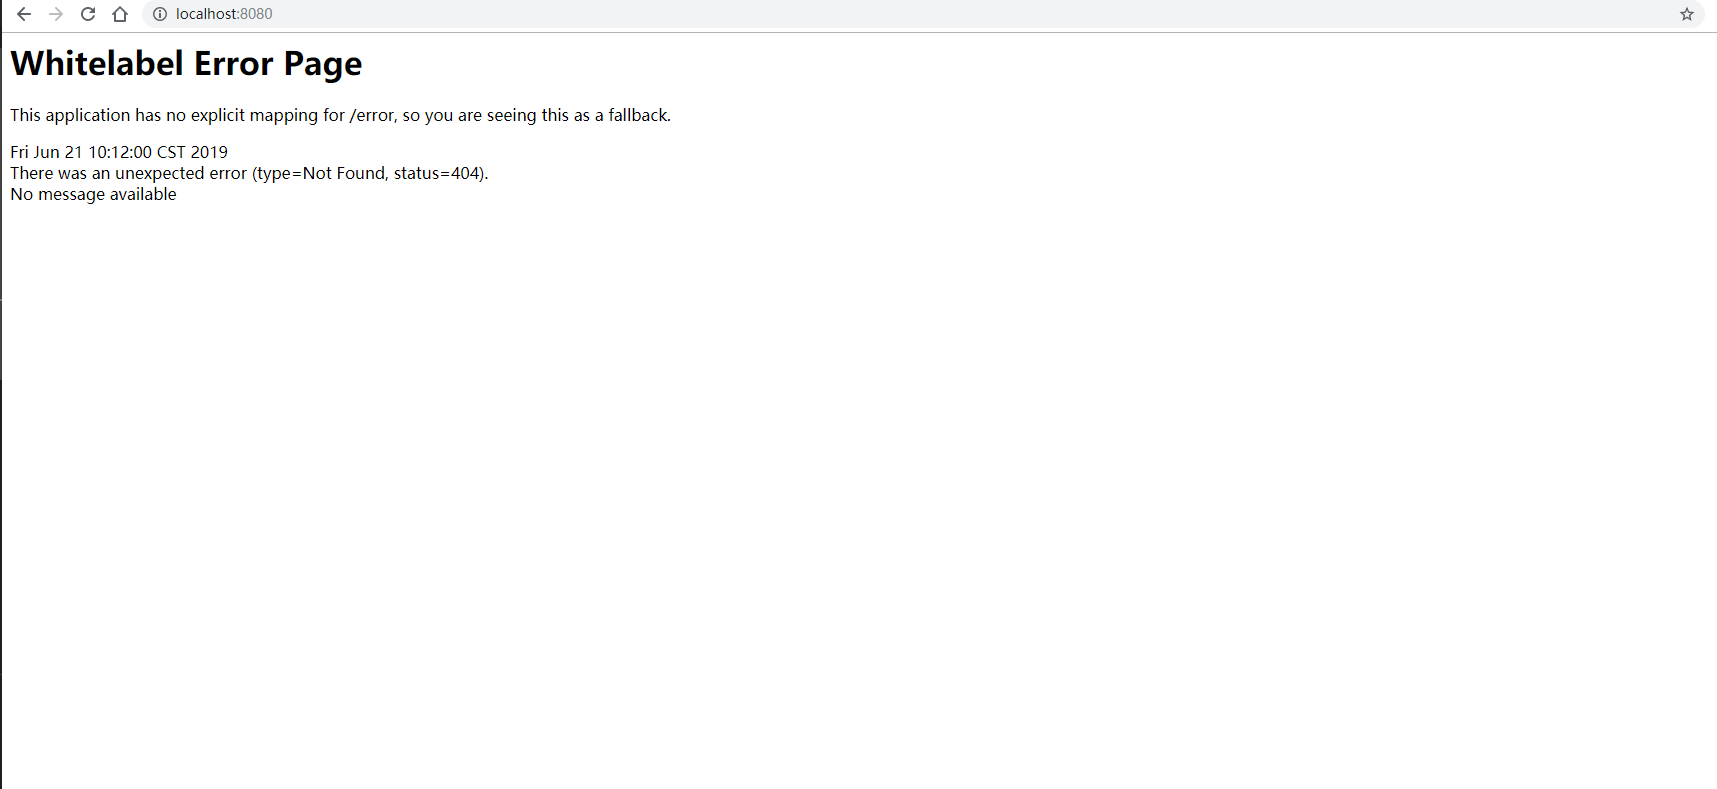 localhost:8080
Whitelabel Error Page
This application has no explicit mapping for /error, so you are seeing this as a fallback.
Fri Jun 21 10:12:00 CST 2019
There was an unexpected error (type=Not Found, status=404).
No message available